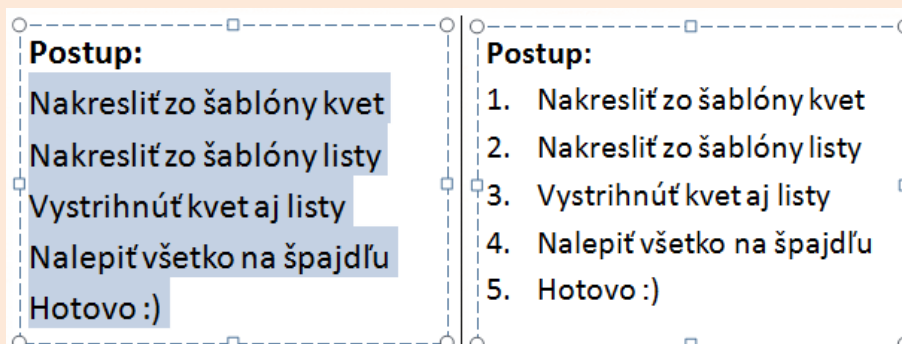 Postup:
Nakresliť zo šablóny kvet
Nakresliť zo šablóny listy
Vystrihnúť kvet aj listy
Nalepiť všetko na špajdľu
Hotovo :)
Postup:
1. Nakresliť zo šablóny kvet
2. Nakresliť zo šablóny listy
3. Vystrihnúť kvet aj listy
4. Nalepiť všetko na špajdľu
5. Hotovo :)